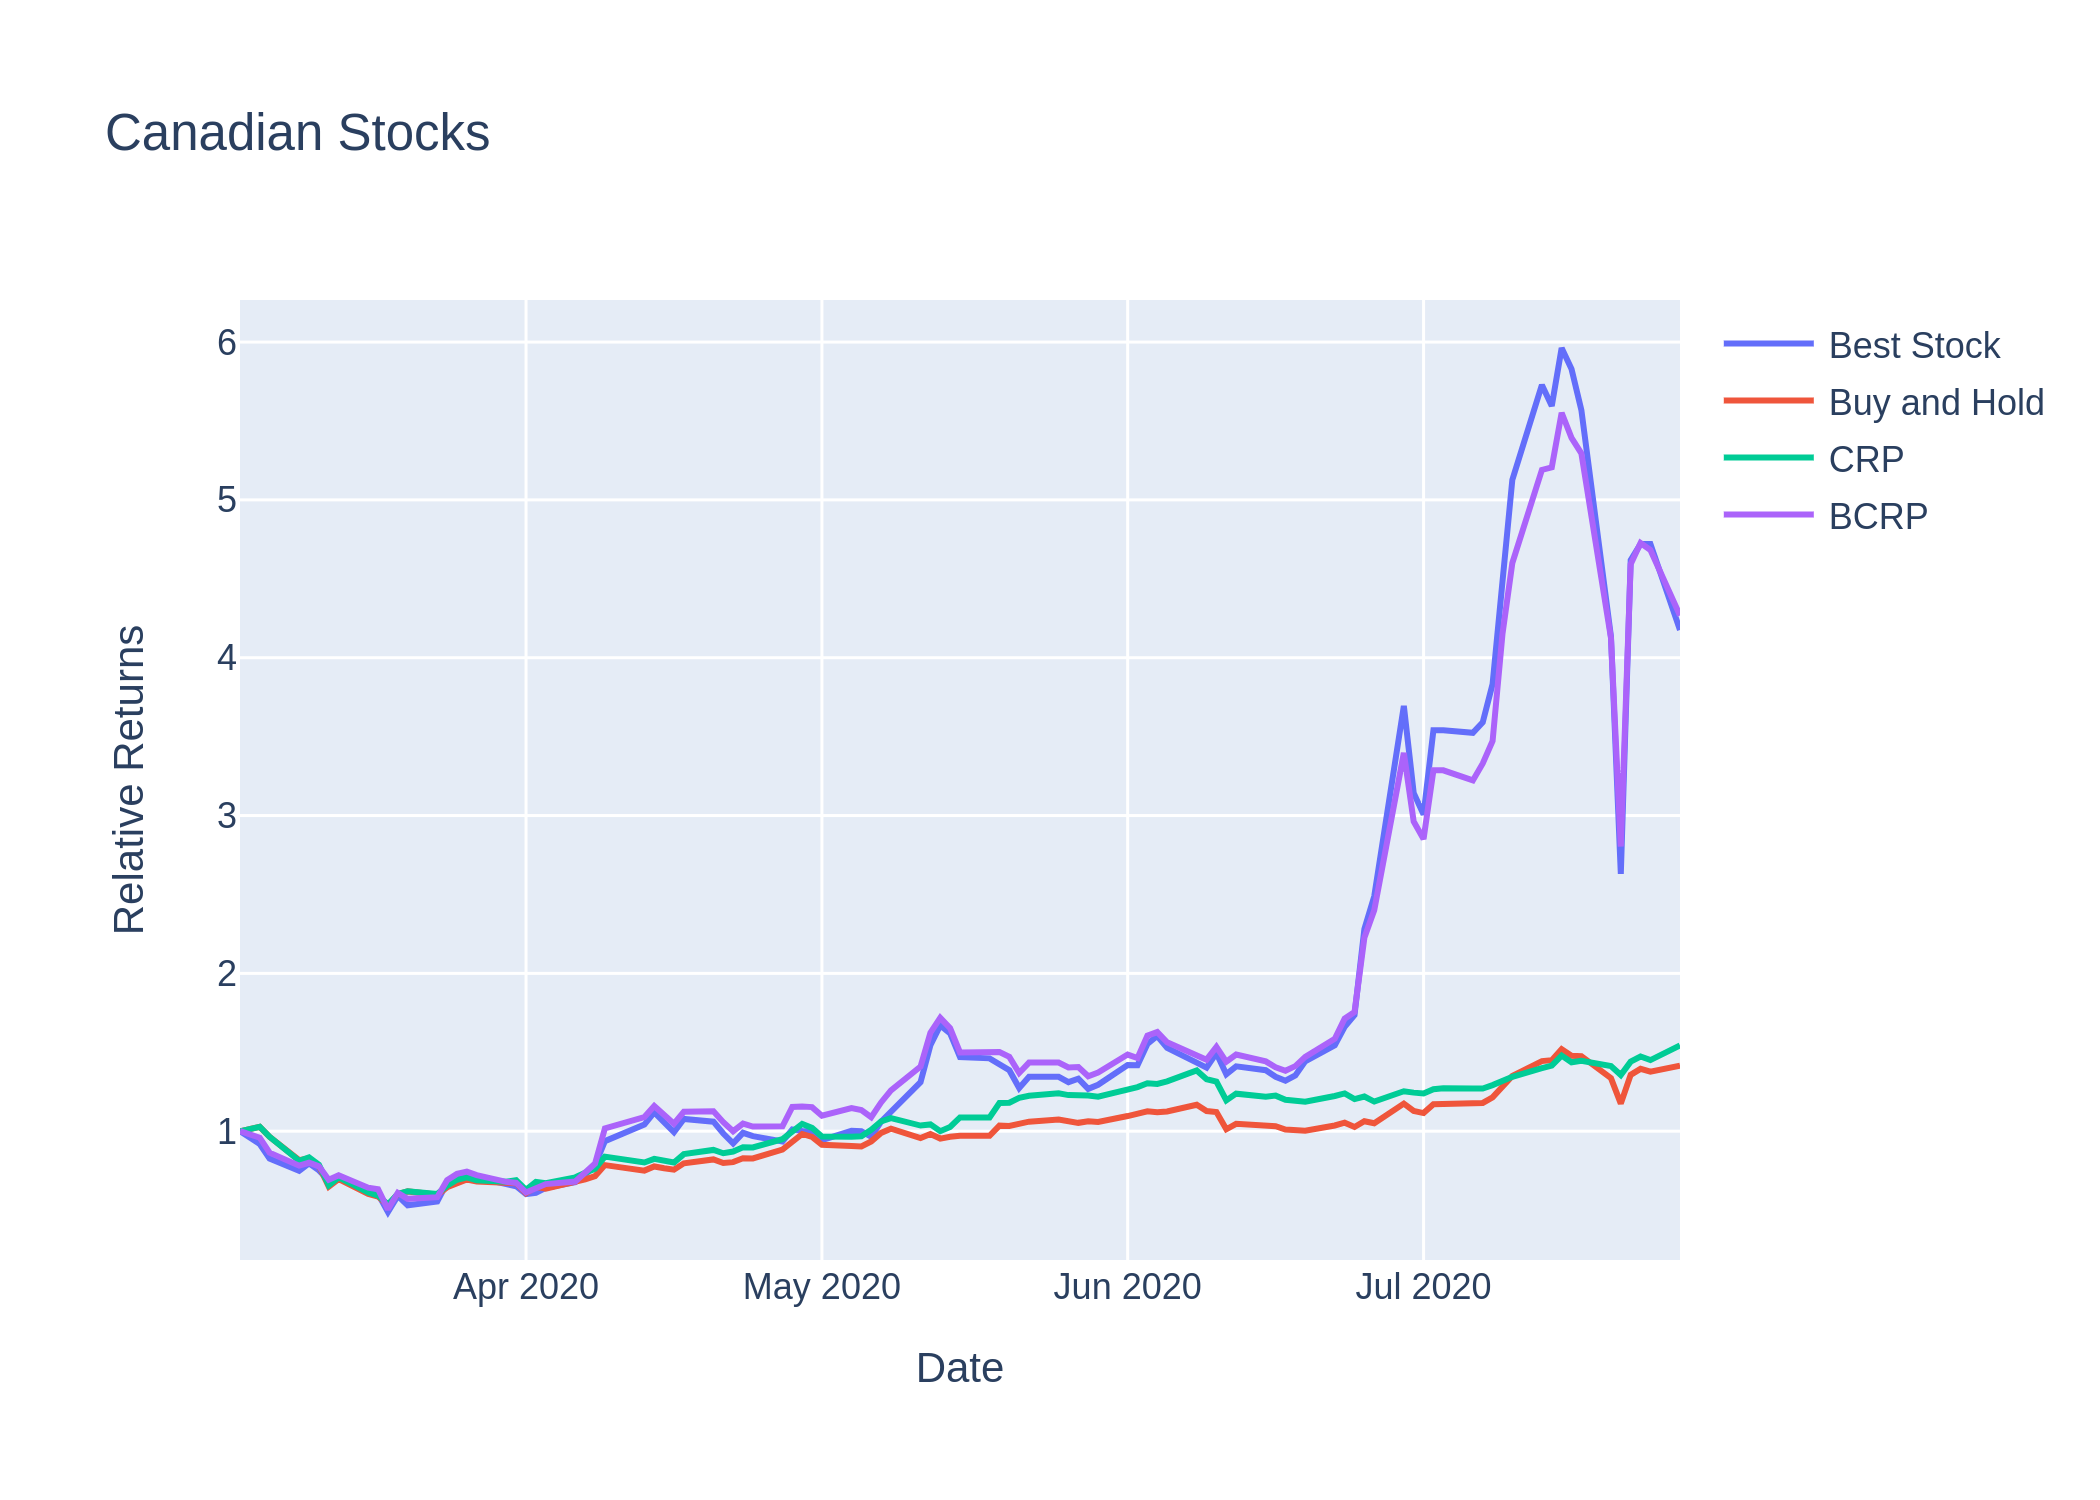 Canadian Stocks
6
5
4
3
2
1
Relative Returns
Apr 2020
May 2020
Jun 2020
Jul 2020
Date
Best Stock
Buy and Hold
CRP
BCRP